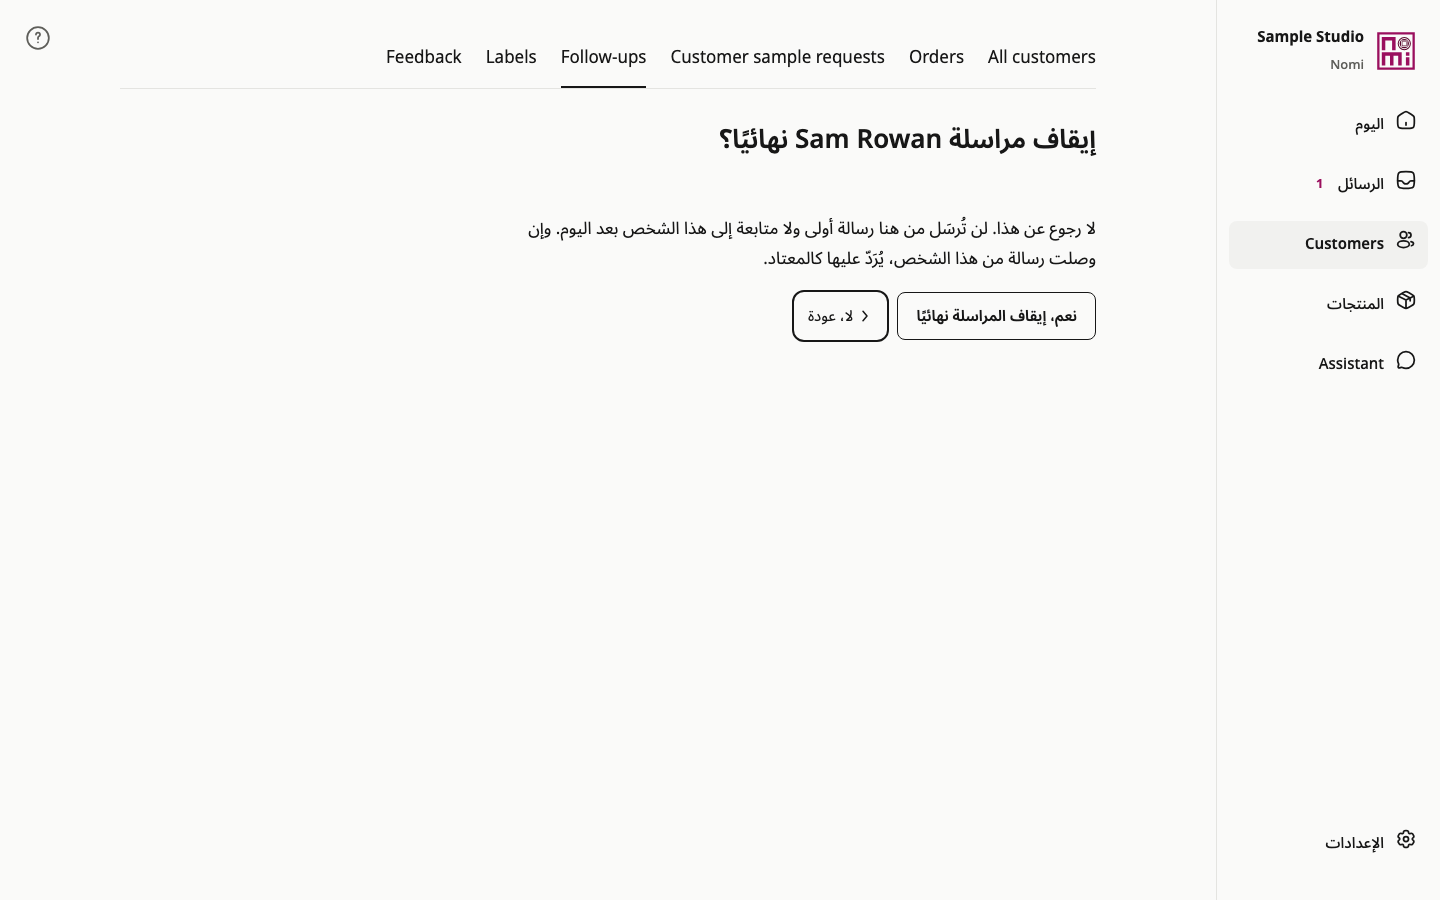 Sample Studio
Nomi
اليوم
الرسائل 1
Customers
المنتجات
Assistant
الإعدادات
All customers Orders Customer sample requests Follow-ups Labels Feedback
إيقاف مراسلة Sam Rowan نهائيًا؟
لا رجوع عن هذا. لن تُرسَل من هنا رسالة أولى ولا متابعة إلى هذا الشخص بعد اليوم. وإن
وصلت رسالة من هذا الشخص، يُرَدّ عليها كالمعتاد.
نعم، إيقاف المراسلة نهائيًا
لا، عودة